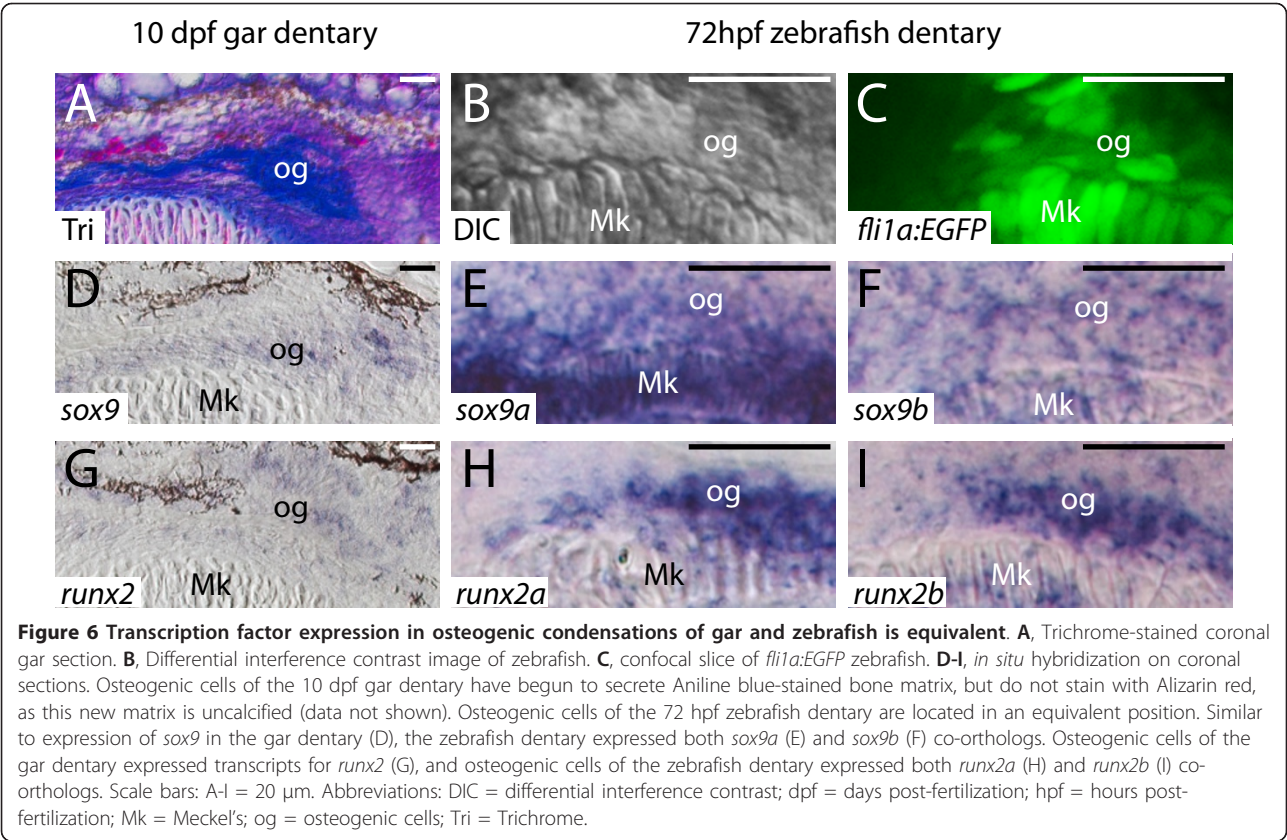 10 dpf gar dentary
72hpf zebrafish dentary
A
og
Tri
B
og
Mk
DIC
C
og
Mk
fli1a:EGFP
D
og
Mk
sox9
E
og
Mk
sox9a
F
og
Mk
sox9b
G
og
Mk
runx2
H
og
Mk
runx2a
I
og
Mk
runx2b
Figure 6 Transcription factor expression in osteogenic condensations of gar and zebrafish is equivalent. A, Trichrome-stained coronal
gar section. B, Differential interference contrast image of zebrafish. C, confocal slice of fli1a:EGFP zebrafish. D-I, in situ hybridization on coronal
sections. Osteogenic cells of the 10 dpf gar dentary have begun to secrete Aniline blue-stained bone matrix, but do not stain with Alizarin red,
as this new matrix is uncalcified (data not shown). Osteogenic cells of the 72 hpf zebrafish dentary are located in an equivalent position. Similar
to expression of sox9 in the gar dentary (D), the zebrafish dentary expressed both sox9a (E) and sox9b (F) co-orthologs. Osteogenic cells of the
gar dentary expressed transcripts for runx2 (G), and osteogenic cells of the zebrafish dentary expressed both runx2a (H) and runx2b (I) co-
orthologs. Scale bars: A-I = 20 μm. Abbreviations: DIC = differential interference contrast; dpf = days post-fertilization; hpf = hours post-
fertilization; Mk = Meckel's; og = osteogenic cells; Tri = Trichrome.